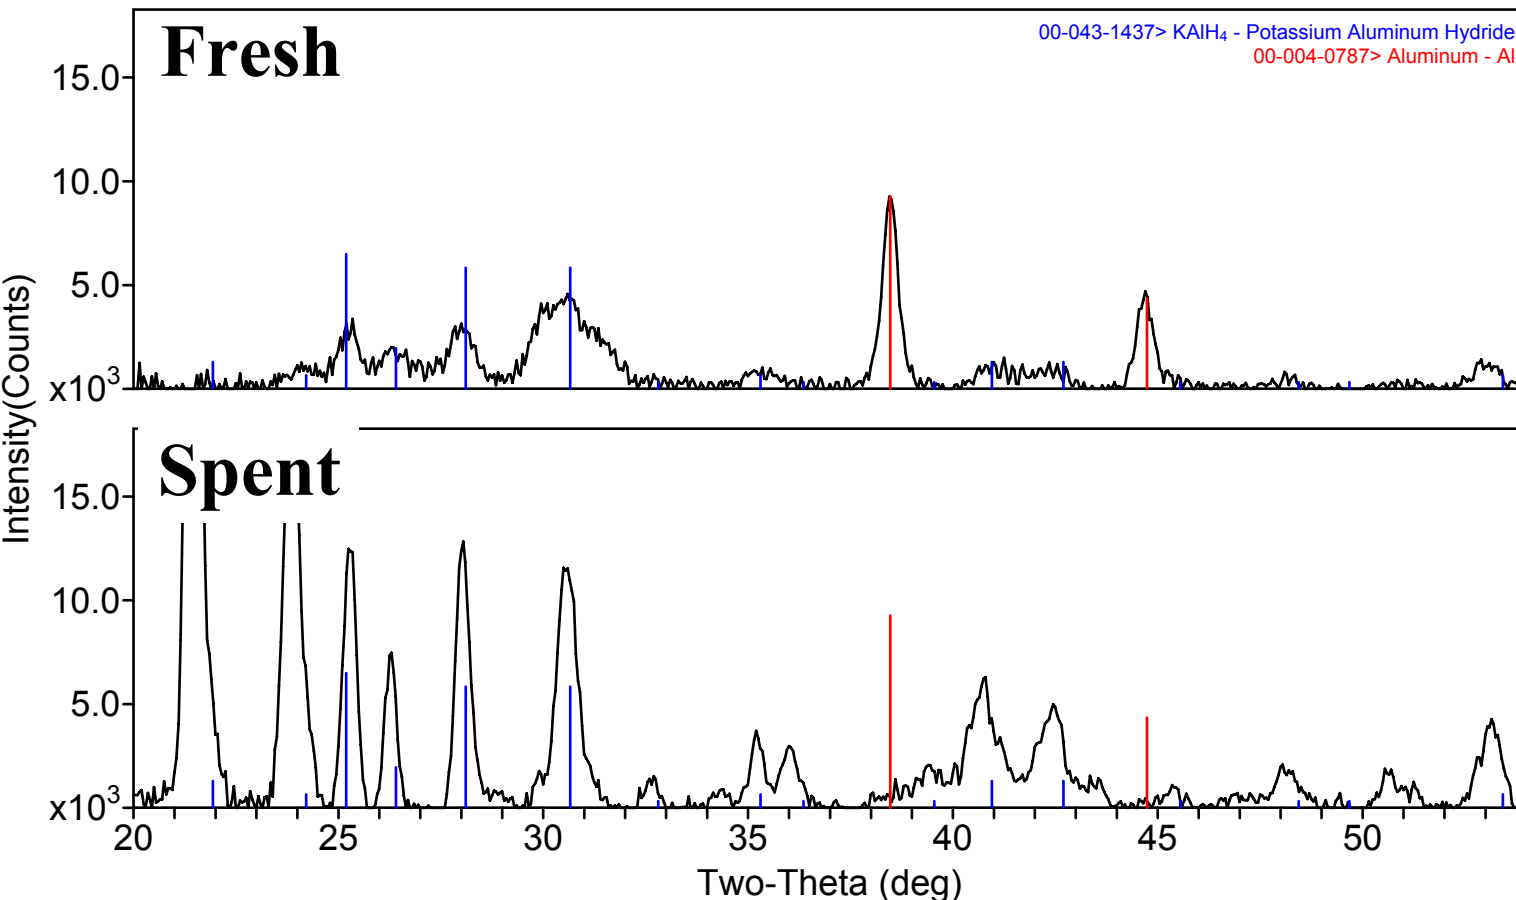 Fresh
00-043-1437> KAlH₄ - Potassium Aluminum Hydride
00-004-0787> Aluminum - Al
15.0
10.0
5.0
x10³
Intensity(Counts)
Spent
15.0
10.0
5.0
x10³
20 25 30 35 40 45 50
Two-Theta (deg)